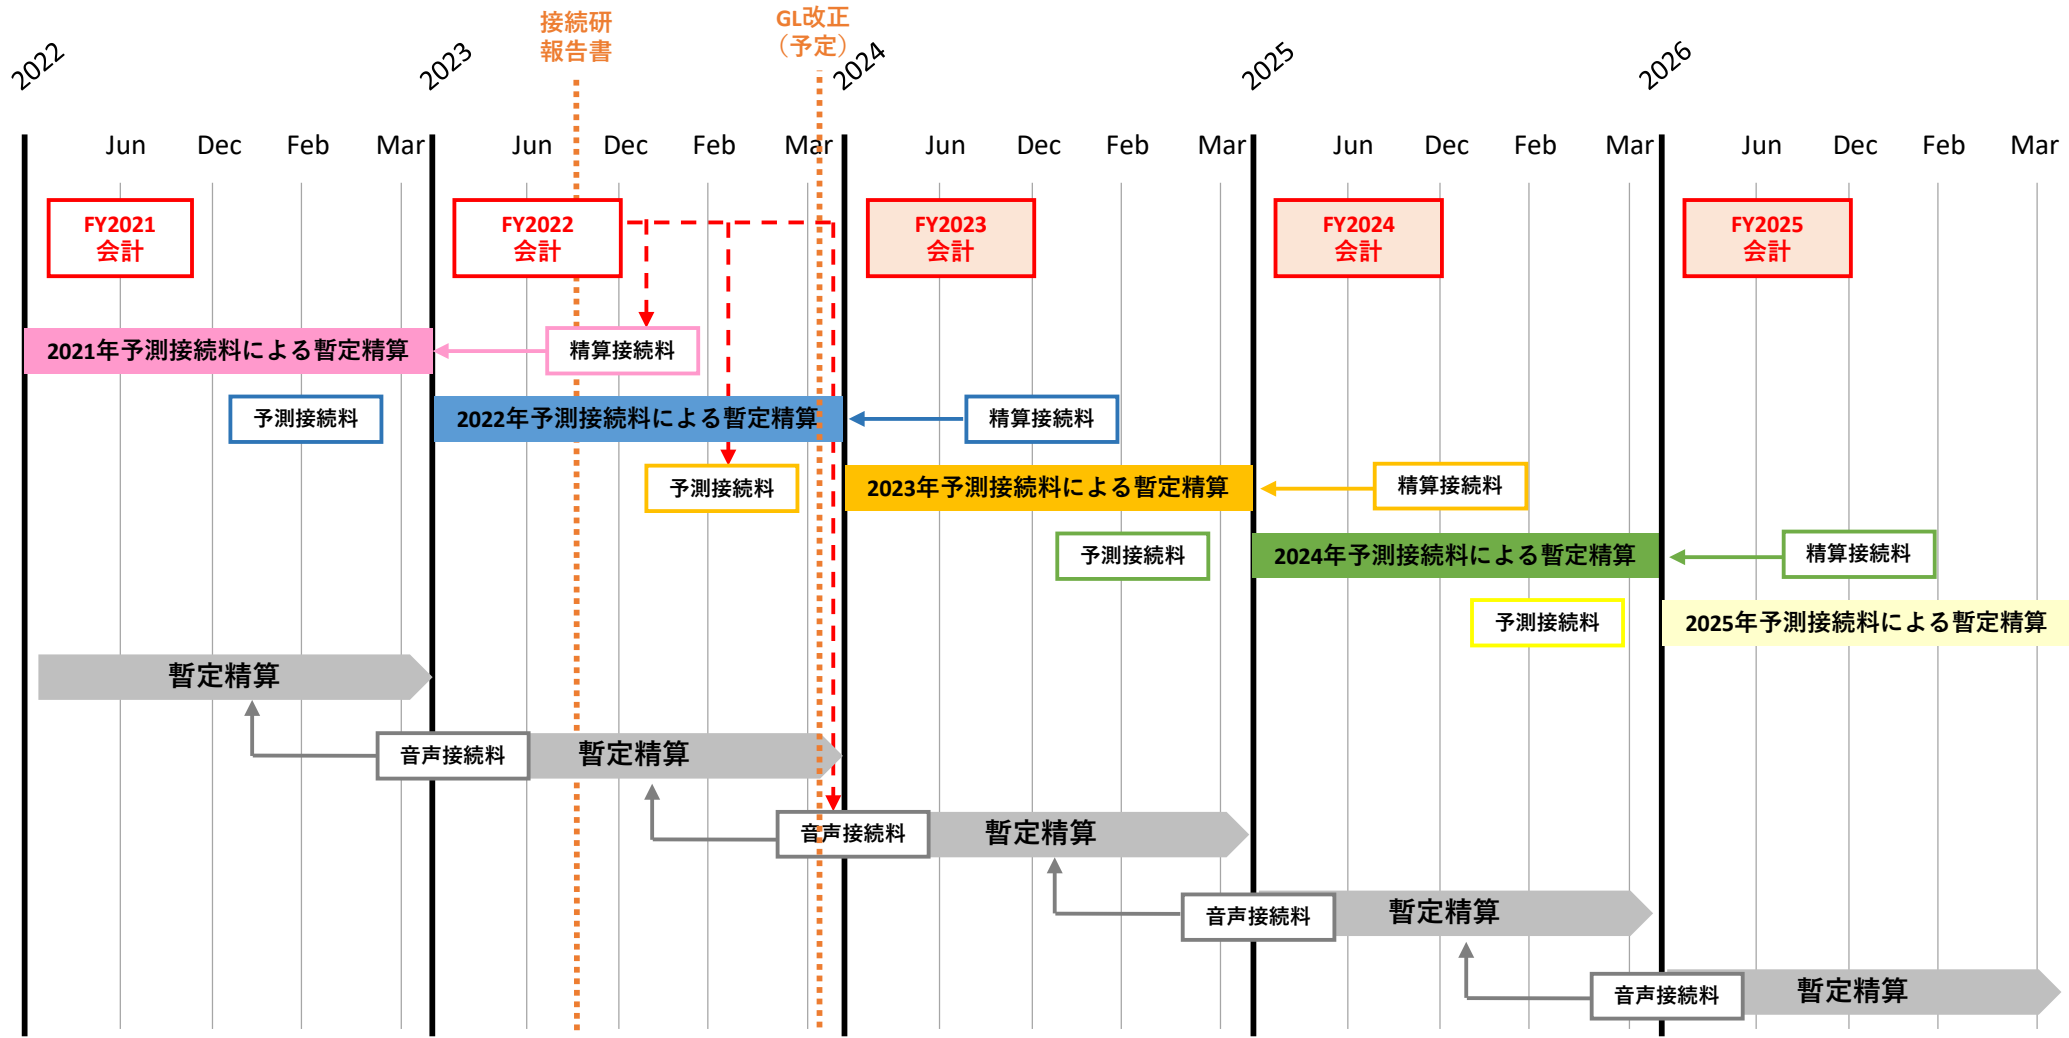 接続研
報告書
GL改正
（予定）
2022
2023
2024
2025
2026
Jun
Dec
Feb
Mar
Jun
Dec
Feb
Mar
Jun
Dec
Feb
Mar
Jun
Dec
Feb
Mar
Jun
Dec
Feb
Mar
FY2021
会計
FY2022
会計
FY2023
会計
FY2024
会計
FY2025
会計
2021年予測接続料による暫定精算
精算接続料
予測接続料
2022年予測接続料による暫定精算
精算接続料
予測接続料
2023年予測接続料による暫定精算
精算接続料
予測接続料
2024年予測接続料による暫定精算
精算接続料
予測接続料
2025年予測接続料による暫定精算
暫定精算
音声接続料
暫定精算
音声接続料
暫定精算
音声接続料
暫定精算
音声接続料
暫定精算